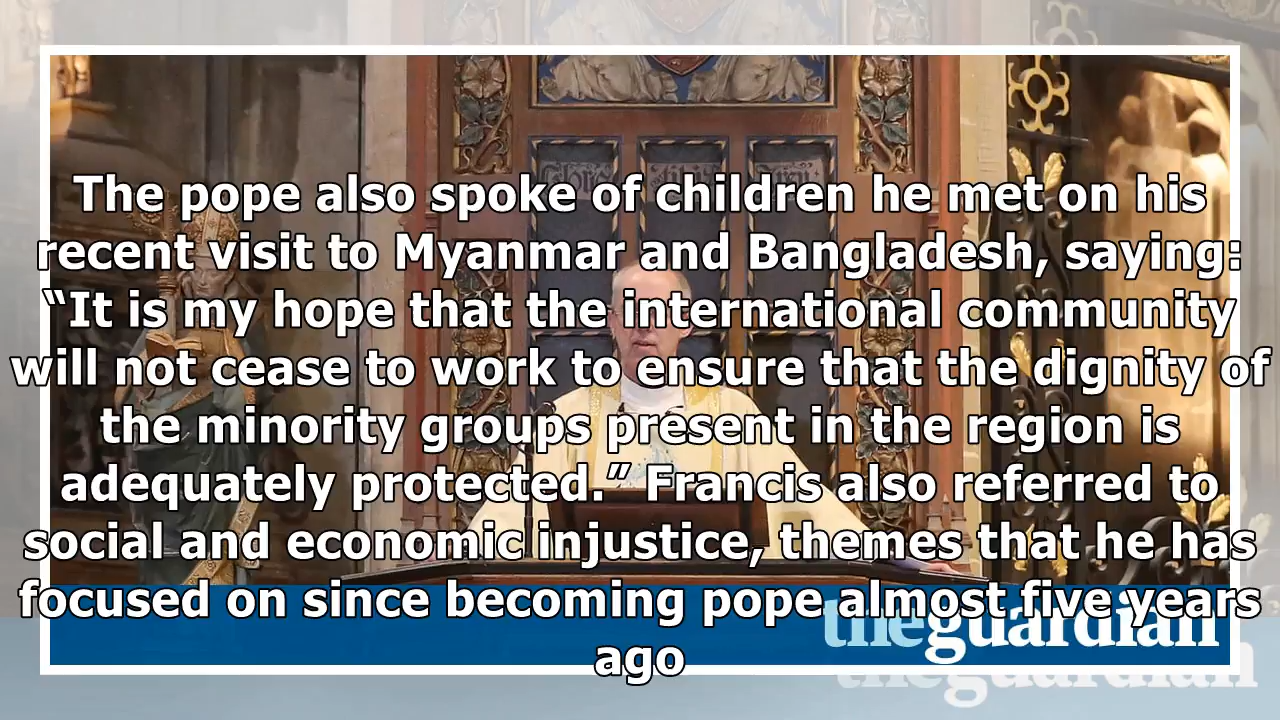 The pope also spoke of children he met on his
recent visit to Myanmar and Bangladesh, saying:
“It is my hope that the international community
will not cease to work to ensure that the dignity of
the minority groups present in the region is
adequately protected.” Francis also referred to
social and economic injustice, themes that he has
focused on since becoming pope almost five years
ago
theguardian
theguardian